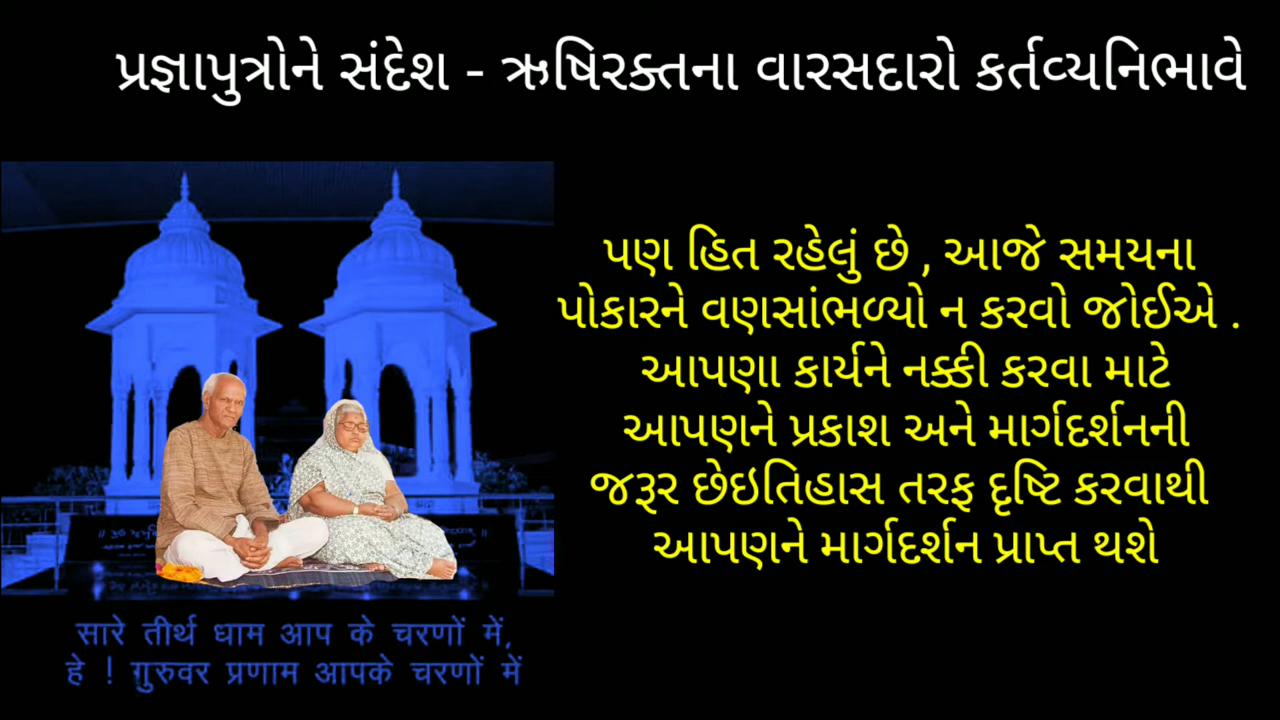 પ્રજ્ઞાપુત્રોને સંદેશ - ઋષિરક્તના વારસદારો કર્તવ્યનિભાવે
પણ હિત રહેલું છે , આજે સમયના
પોકારને વણસાંભળ્યો ન કરવો જોઈએ .
આપણા કાર્યને નક્કી કરવા માટે
આપણને પ્રકાશ અને માર્ગદર્શનની
જરૂર છેઇતિહાસ તરફ દૃષ્ટિ કરવાથી
આપણને માર્ગદર્શન પ્રાપ્ત થશે
सारे तीर्थ धाम आप के चरणों में,
हे ! गुरुवर प्रणाम आपके चरणों में